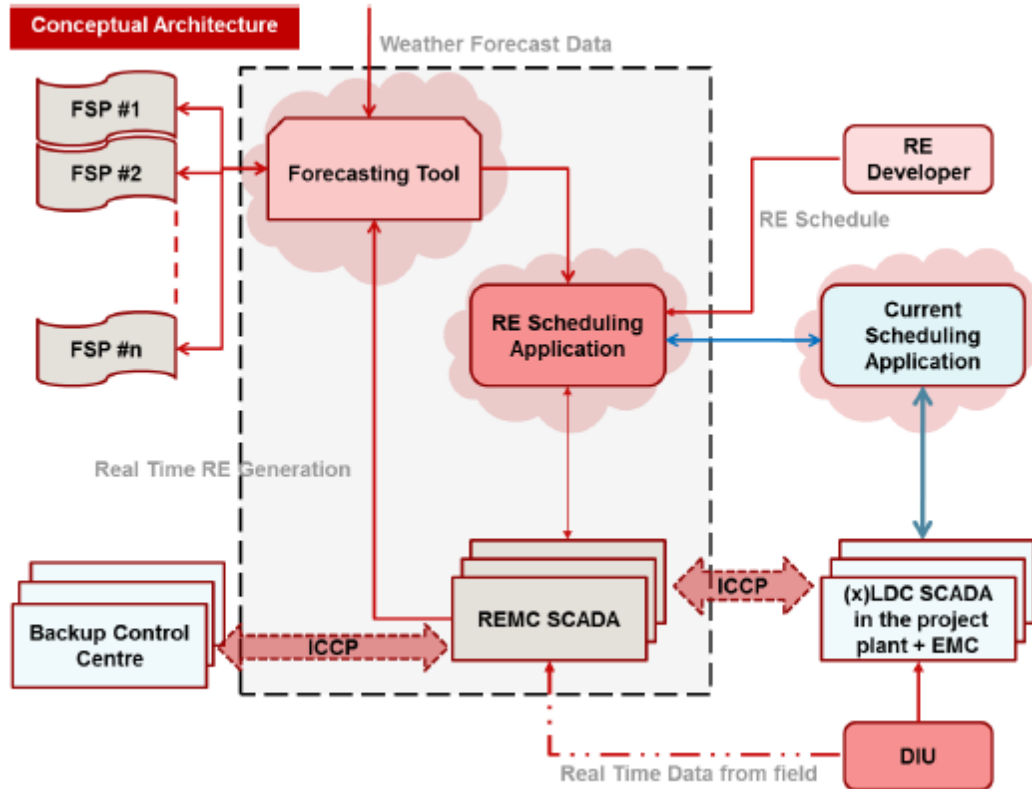 Conceptual Architecture
Weather Forecast Data
FSP #1
FSP #2
FSP #n
Forecasting Tool
RE
Developer
RE Schedule
RE Scheduling
Application
Current
Scheduling
Application
Real Time RE Generation
Backup Control
Centre
ICCP
REMC SCADA
ICCP
(x)LDC SCADA
in the project
plant + EMC
Real Time Data from field
DIU